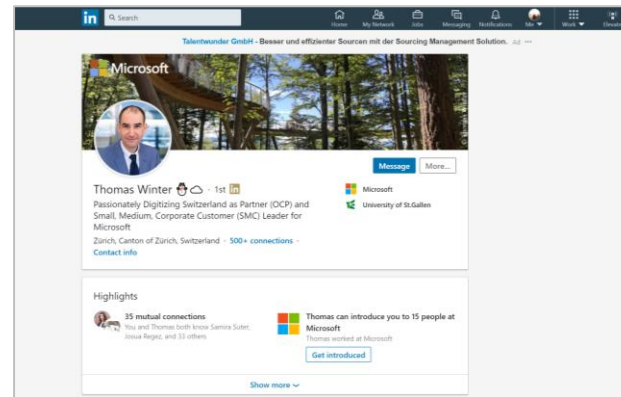 in Search
Home My Network Jobs Messaging Notifications Me Work
Talentwunder GmbH - Besser und effizienter Sourcen mit der Sourcing Management Solution. Ad ...
Microsoft
Message More...
Thomas Winter · 1st in
Microsoft
Passionately Digitizing Switzerland as Partner (OCP) and
University of St.Gallen
Small, Medium, Corporate Customer (SMC) Leader for
Microsoft
Zürich, Canton of Zürich, Switzerland · 500+ connections ·
Contact info
Highlights
35 mutual connections
You and Thomas both know Samira Suter,
Josua Regez, and 33 others
Thomas can introduce you to 15 people at
Microsoft
Thomas worked at Microsoft
Get introduced
Show more